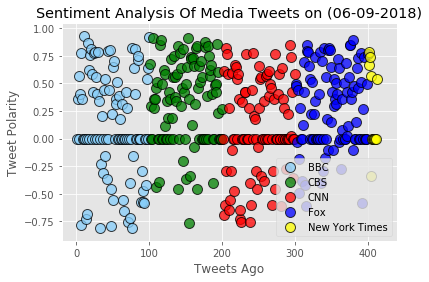 Sentiment Analysis Of Media Tweets on (06-09-2018)
1.00
0.75
0.50
0.25
0.00
−0.25
−0.50
−0.75
Tweet Polarity
0
100
200
300
400
Tweets Ago
BBC
CBS
CNN
Fox
New York Times